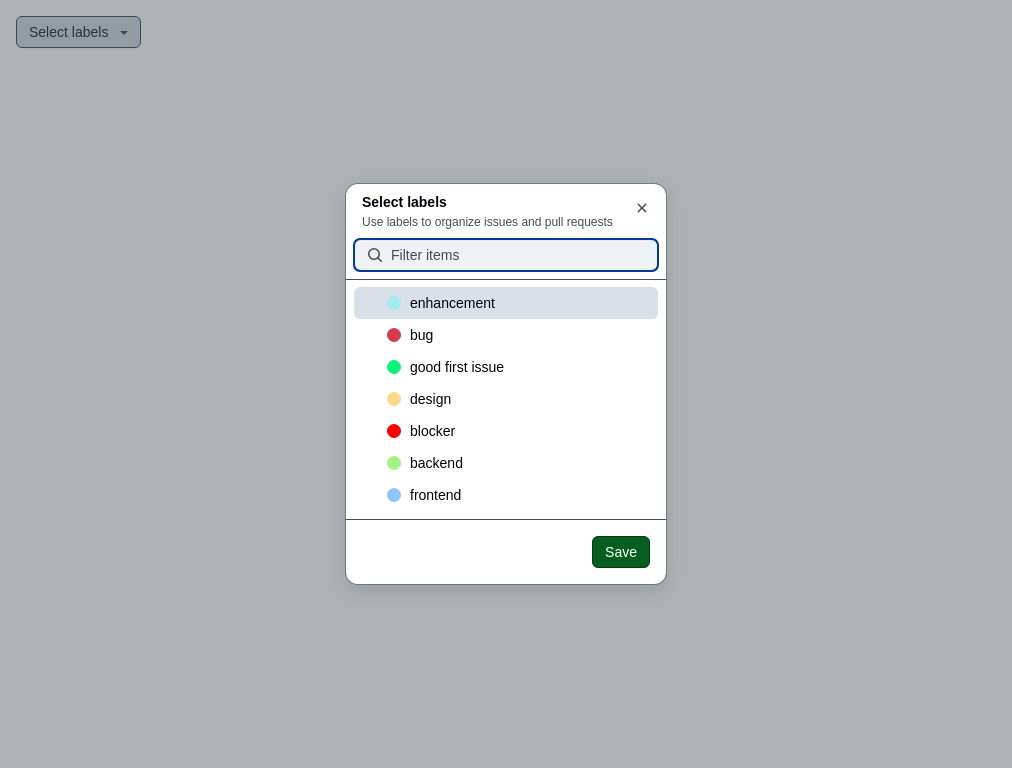 Select labels
Select labels
Use labels to organize issues and pull requests
Filter items
enhancement
bug
good first issue
design
blocker
backend
frontend
Save